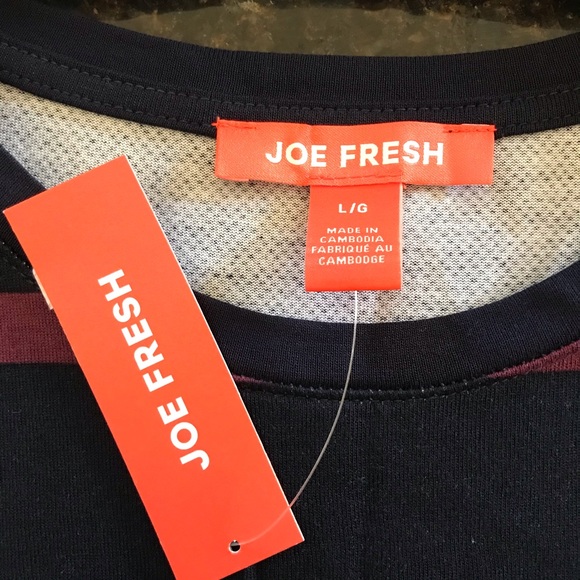 JOE FRESH
L/G
MADE IN
CAMBODIA
FABRIQUÉ AU
CAMBODGE
JOE FRESH